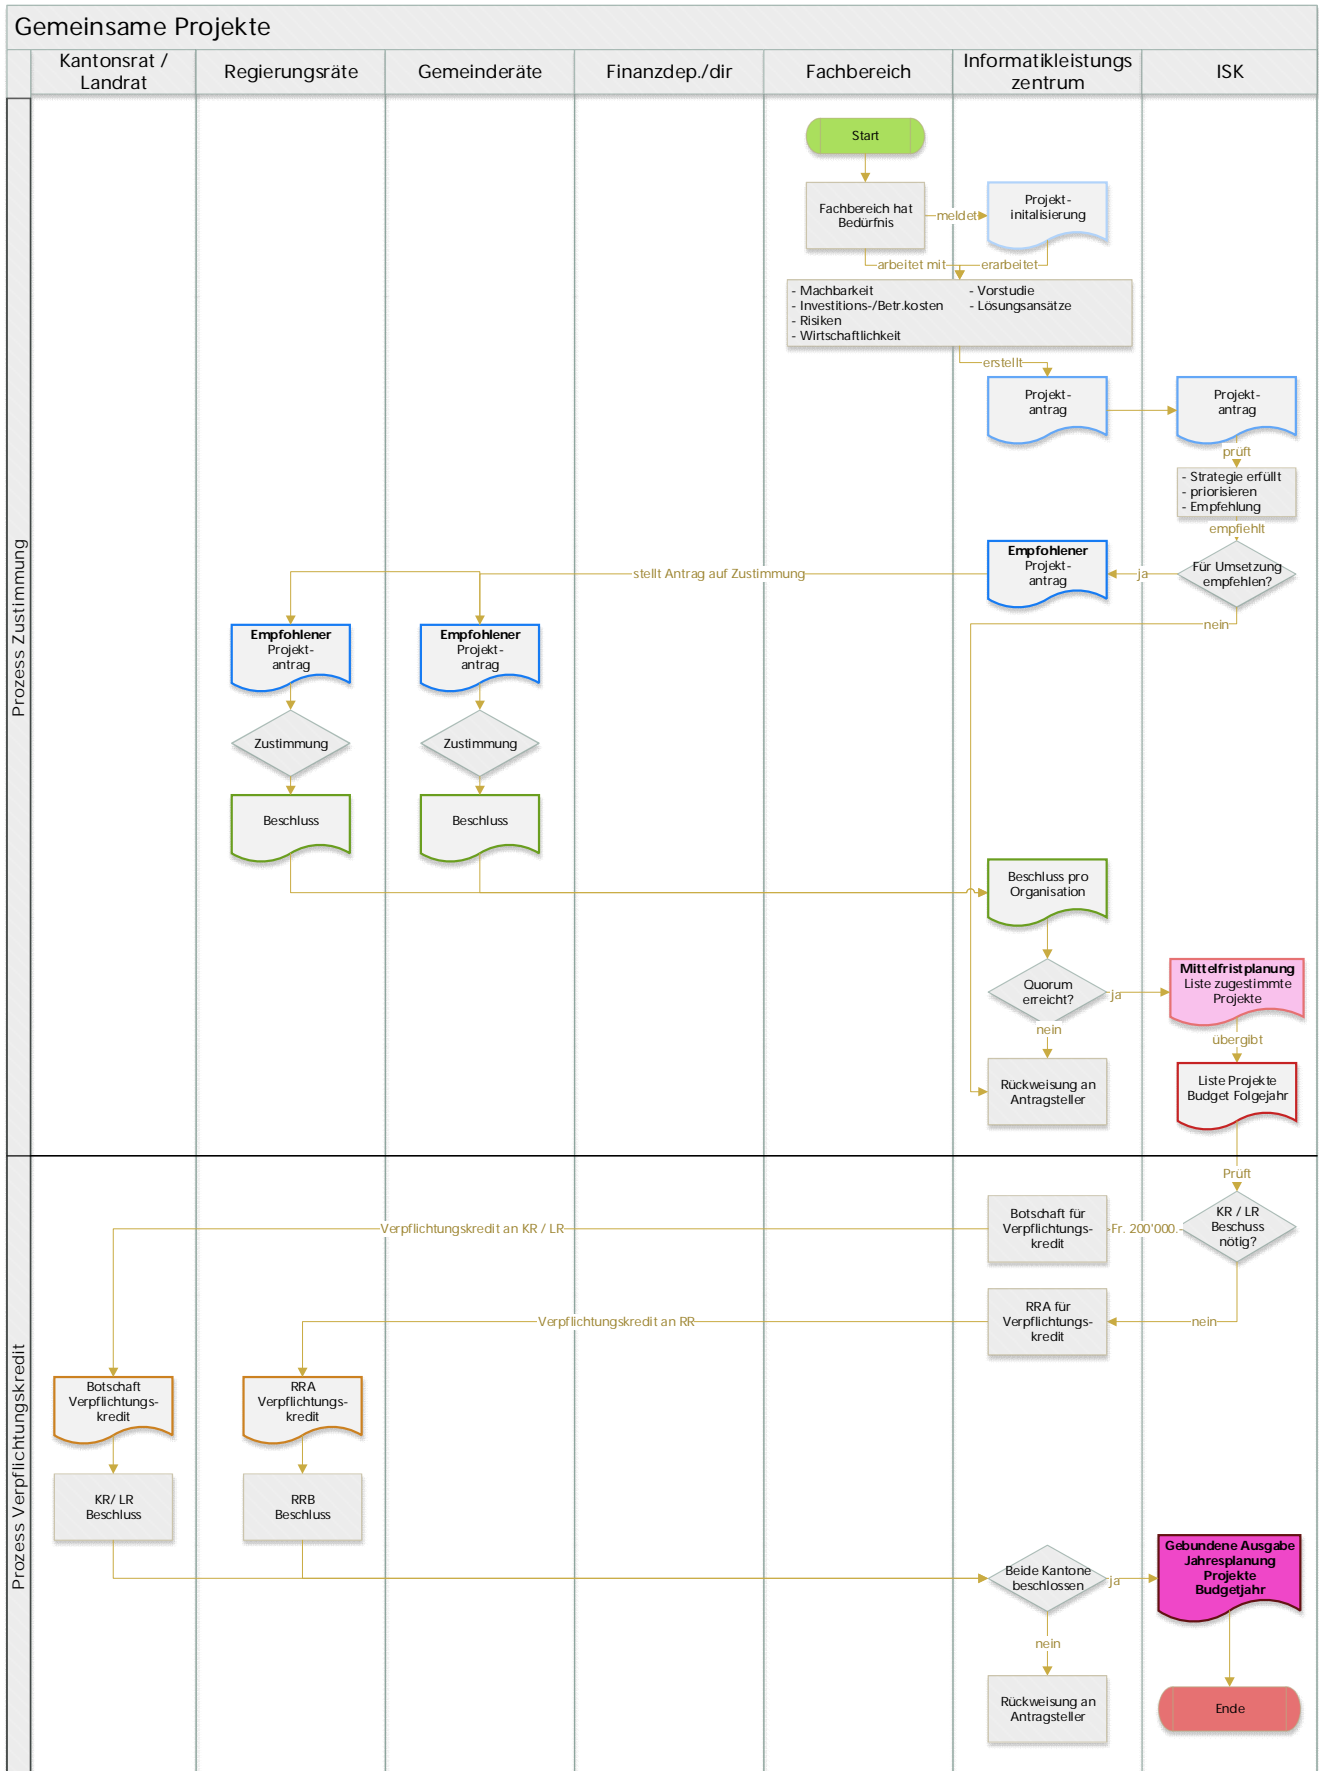 Gemeinsame Projekte
Kantonsrat /
Landrat
Regierungsräte
Gemeinderäte
Finanzdep./dir
Fachbereich
Informatikleistungs
zentrum
ISK
Prozess Zustimmung
Start
Fachbereich hat
Bedürfnis
meldet
Projekt-
initalisierung
arbeitet mit
erarbeitet
- Machbarkeit
- Investitions-/Betr.kosten
- Risiken
- Wirtschaftlichkeit
- Vorstudie
- Lösungsansätze
erstellt
Projekt-
antrag
Projekt-
antrag
prüft
- Strategie erfüllt
- priorisieren
- Empfehlung
empfiehlt
Für Umsetzung
empfehlen?
ja
nein
Empfohlener
Projekt-
antrag
stellt Antrag auf Zustimmung
Empfohlener
Projekt-
antrag
Empfohlener
Projekt-
antrag
Zustimmung
Zustimmung
Beschluss
Beschluss
Beschluss pro
Organisation
Quorum
erreicht?
ja
nein
Mittelfristplanung
Liste zugestimmte
Projekte
übergibt
Rückweisung an
Antragsteller
Liste Projekte
Budget Folgejahr
Prozess Verpflichtungskredit
Prüft
KR / LR
Beschuss
nötig?
>Fr. 200'000.-
Botschaft für
Verpflichtungs-
kredit
Verpflichtungskredit an KR / LR
nein
RRA für
Verpflichtungs-
kredit
Verpflichtungskredit an RR
Botschaft
Verpflichtungs-
kredit
RRA
Verpflichtungs-
kredit
KR/ LR
Beschluss
RRB
Beschluss
Beide Kantone
beschlossen
ja
nein
Gebundene Ausgabe
Jahresplanung
Projekte
Budgetjahr
Rückweisung an
Antragsteller
Ende